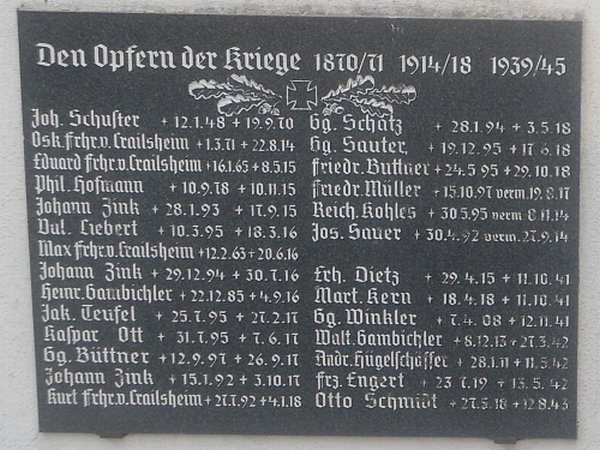 Den Opfern der Kriege 1870/71 1914/18 1939/45
Joh. Schuster + 12.1.48 + 19.9.70
Osk. Frhr. v. Crailsheim + 1.3.71 + 22.8.14
Eduard Frhr. v. Crailsheim + 16.1.65 + 8.5.15
Phil. Hofmann + 10.9.78 + 10.11.15
Johann Zink + 28.1.93 + 17.9.15
Val. Liebert + 10.3.95 + 18.3.16
Max Frhr. v. Crailsheim + 12.2.63 + 20.6.16
Johann Zink + 29.12.94 + 30.7.16
Heinr. Gambichler + 22.12.85 + 4.9.16
Jak. Teufel + 25.7.95 + 27.2.17
Kaspar Ott + 31.7.95 + 7.6.17
Gg. Büttner + 12.9.97 + 26.9.17
Johann Zink + 15.1.92 + 3.10.17
Kurt Frhr. v. Crailsheim + 27.7.92 + 4.1.18
Gg. Schatz + 28.1.94 + 3.5.18
Gg. Sauter, + 19.12.95 + 17.6.18
Friedr. Buttner + 24.5.95 + 29.10.18
Friedr. Müller + 15.10.97 verm. 19.8.17
Reich. Kohles + 30.5.95 verm 8.11.14
Jos. Sauer + 30.4.92 verm. 27.9.14
Erh. Dietz + 29.4.15 + 11.10.41
Mart. Kern + 18.4.18 + 11.10.41
Gg. Winkler + 7.4.08 + 12.11.41
Walt. Gambichler + 8.12.13 + 27.3.42
Andr. Hügelschäffer + 28.1.11 + 11.5.42
Frz. Engert + 23.7.19 + 13.5.42
Otto Schmidt + 27.5.18 + 12.8.43